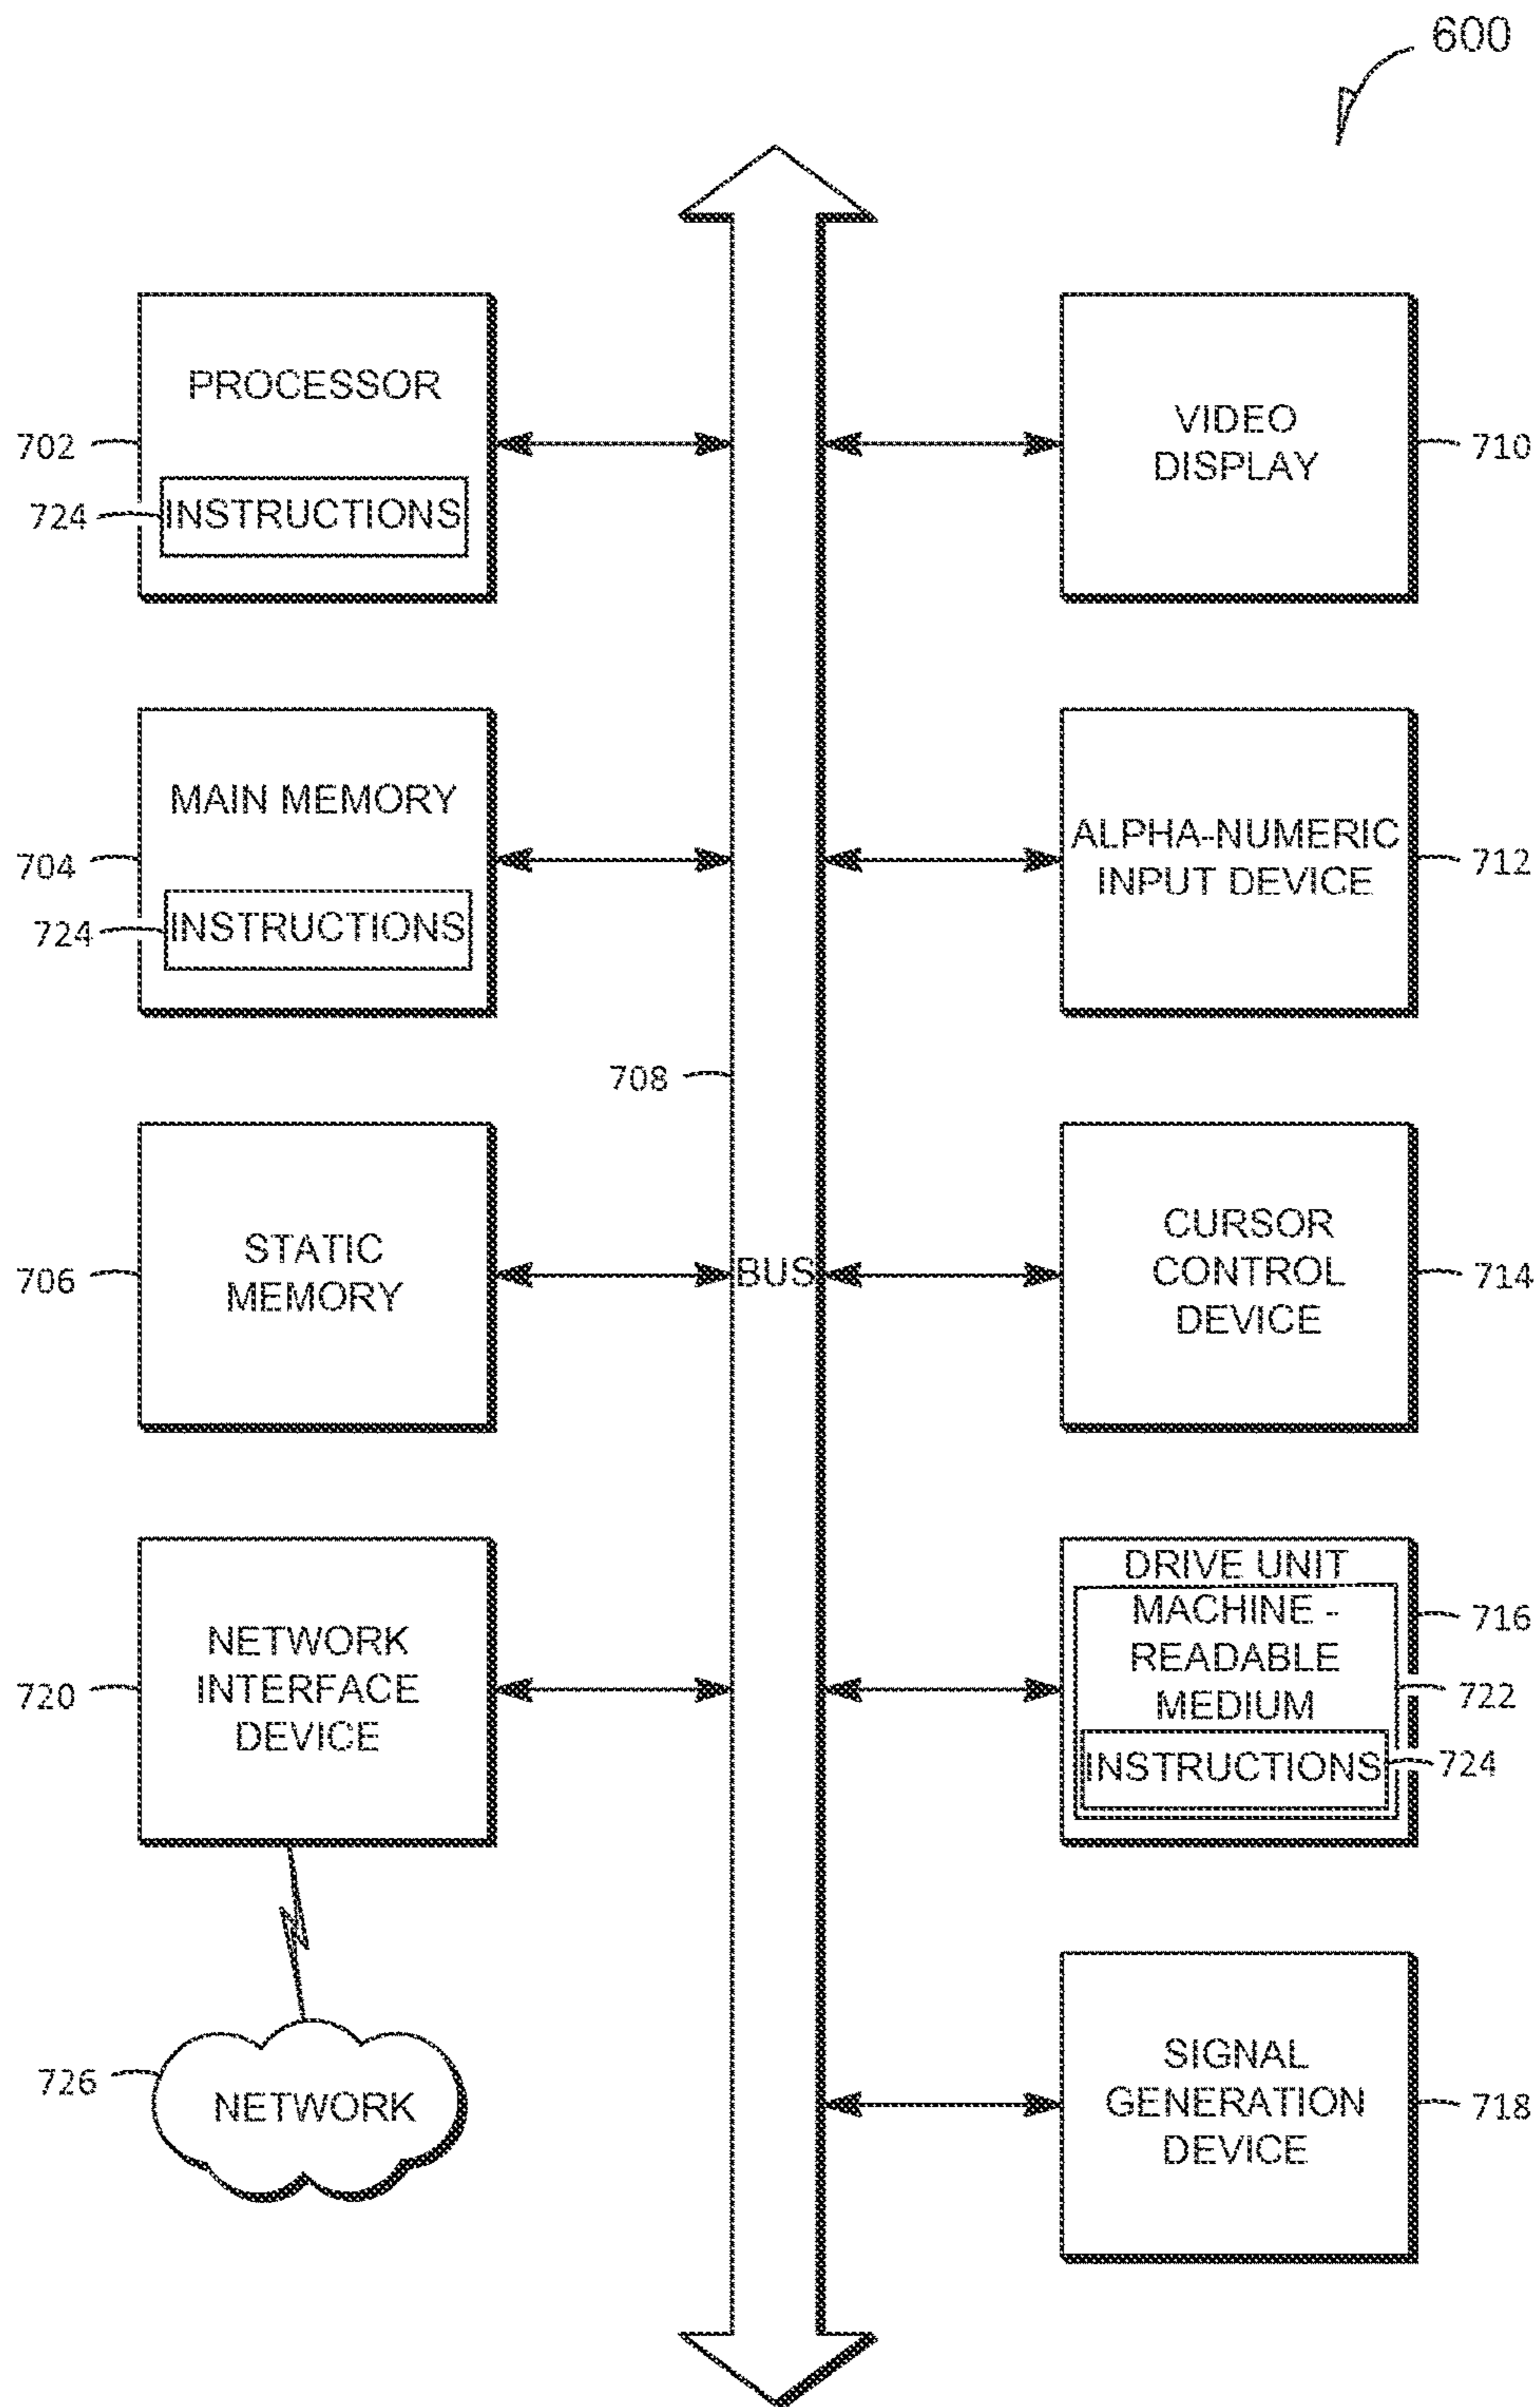 600
PROCESSOR
702
724
INSTRUCTIONS
VIDEO
DISPLAY
710
MAIN MEMORY
704
724
INSTRUCTIONS
ALPHA-NUMERIC
INPUT DEVICE
712
708
STATIC
MEMORY
706
BUS
CURSOR
CONTROL
DEVICE
714
NETWORK
INTERFACE
DEVICE
720
DRIVE UNIT
MACHINE -
READABLE
MEDIUM
716
722
INSTRUCTIONS
724
726
NETWORK
SIGNAL
GENERATION
DEVICE
718